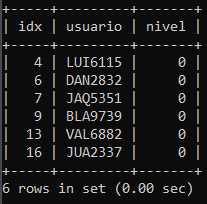 +-----+---------+-------+
| idx | usuario | nivel |
+-----+---------+-------+
| 4 | LUI6115 | 0 |
| 6 | DAN2832 | 0 |
| 7 | JAQ5351 | 0 |
| 9 | BLA9739 | 0 |
| 13 | VAL6882 | 0 |
| 16 | JUA2337 | 0 |
+-----+---------+-------+
6 rows in set (0.00 sec)